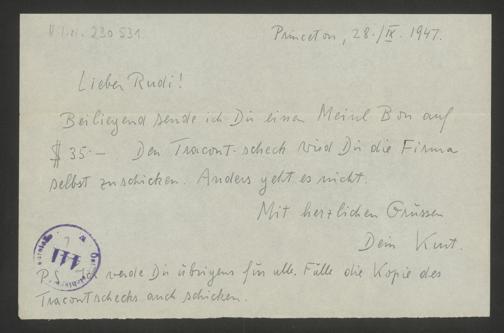 Princeton, 28./IX. 1947.
Lieber Rudi!
Beiliegend sende ich Dir einen Meinl Bon auf
$ 35.— Den Tracont-scheck wird Dir die Firma
selbst zuschicken. Anders geht es nicht.
Mit herzlichen Grüssen
Dein Kurt.
P.S. Ich werde Dir übrigens für alle Fälle die Kopie des
Tracontschecks auch schicken.